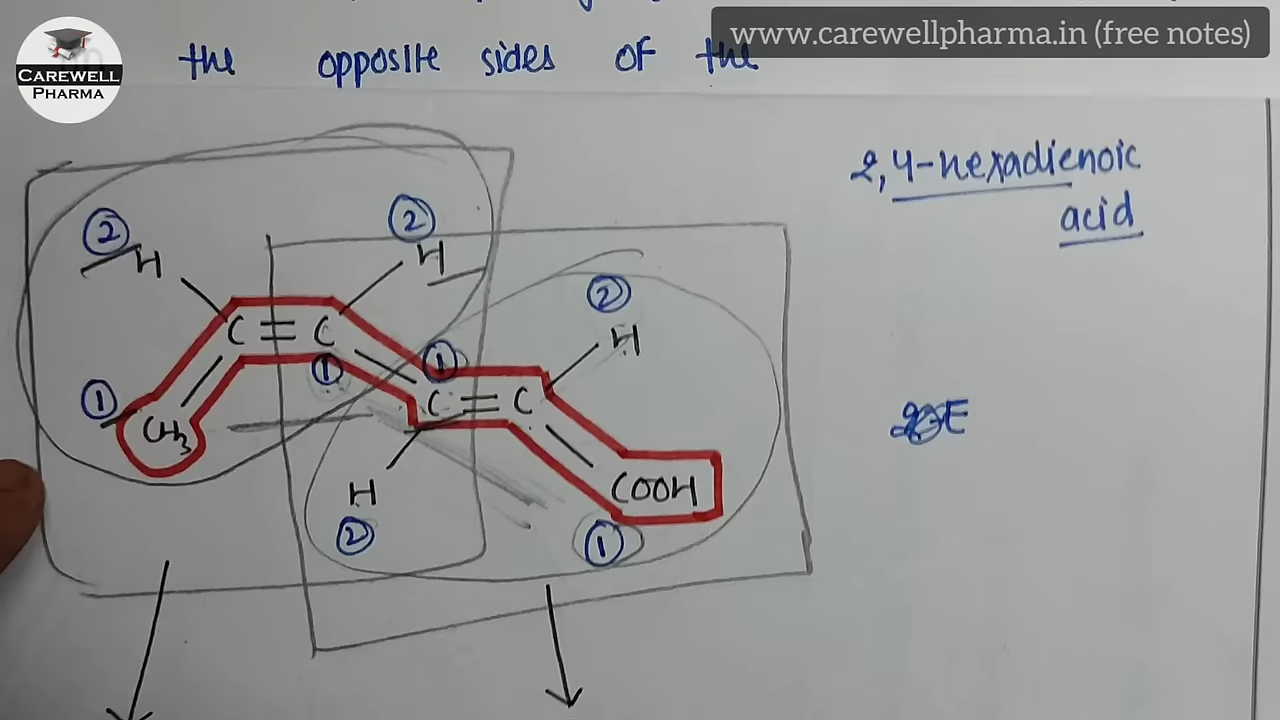 www.carewellpharma.in (free notes)
CAREWELL
PHARMA
the opposite sides of the
2,4-hexadienoic
acid
② ②
H H
②
H
C = C
① ①
①
C = C
CH3
E
H
COOH
②
①